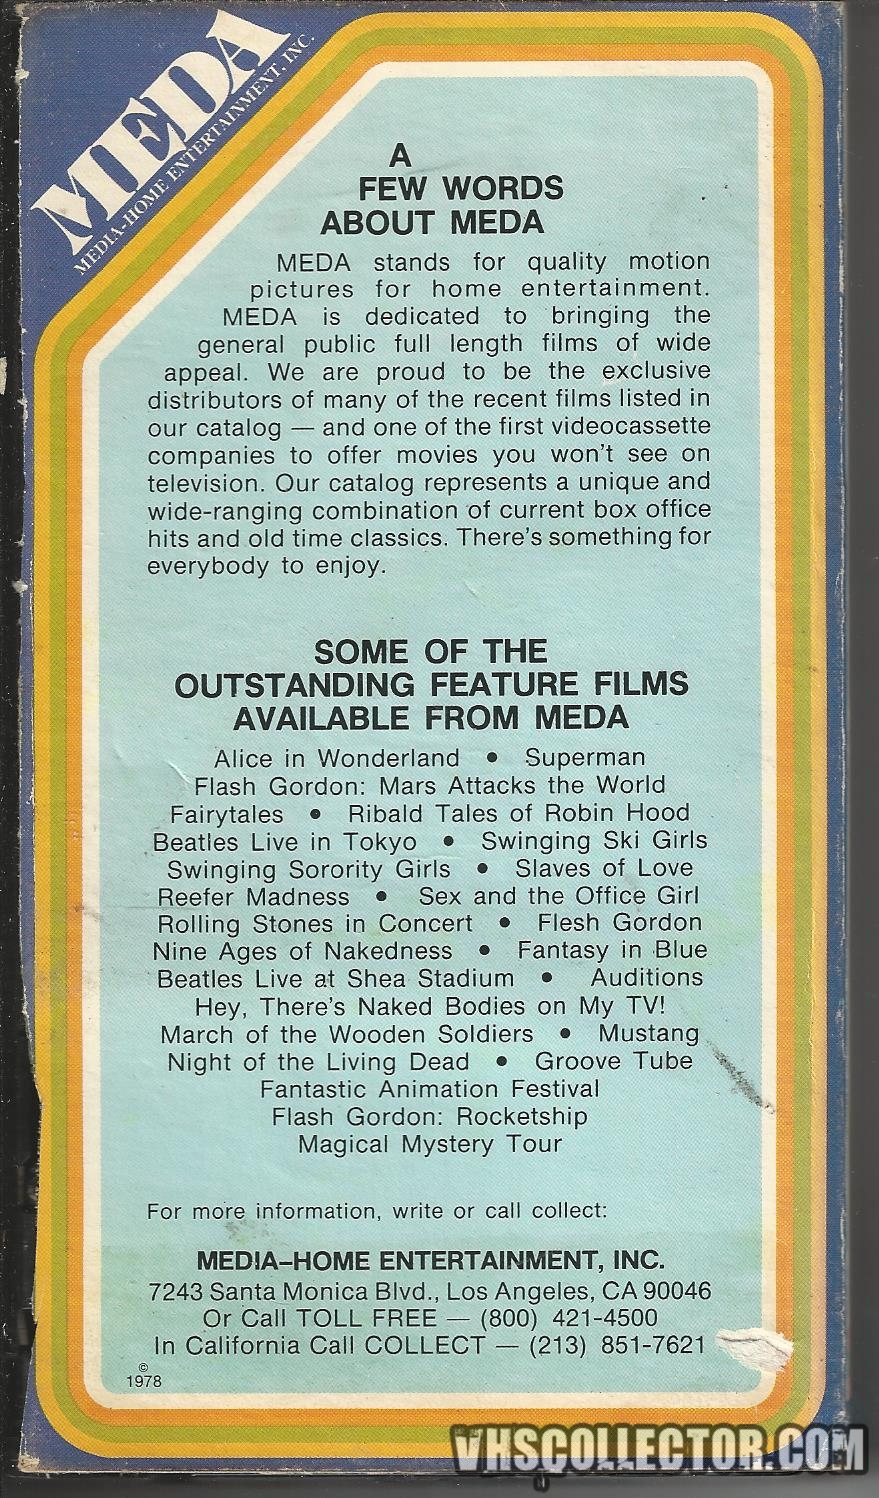 MEDA
MEDIA-HOME ENTERTAINMENT, INC.
A
FEW WORDS
ABOUT MEDA
MEDA stands for quality motion
pictures for home entertainment.
MEDA is dedicated to bringing the
general public full length films of wide
appeal. We are proud to be the exclusive
distributors of many of the recent films listed in
our catalog — and one of the first videocassette
companies to offer movies you won't see on
television. Our catalog represents a unique and
wide-ranging combination of current box office
hits and old time classics. There's something for
everybody to enjoy.
SOME OF THE
OUTSTANDING FEATURE FILMS
AVAILABLE FROM MEDA
Alice in Wonderland • Superman
Flash Gordon: Mars Attacks the World
Fairytales • Ribald Tales of Robin Hood
Beatles Live in Tokyo • Swinging Ski Girls
Swinging Sorority Girls • Slaves of Love
Reefer Madness • Sex and the Office Girl
Rolling Stones in Concert • Flesh Gordon
Nine Ages of Nakedness • Fantasy in Blue
Beatles Live at Shea Stadium • Auditions
Hey, There's Naked Bodies on My TV!
March of the Wooden Soldiers • Mustang
Night of the Living Dead • Groove Tube
Fantastic Animation Festival
Flash Gordon: Rocketship
Magical Mystery Tour
For more information, write or call collect:
MEDIA-HOME ENTERTAINMENT, INC.
7243 Santa Monica Blvd., Los Angeles, CA 90046
Or Call TOLL FREE — (800) 421-4500
In California Call COLLECT — (213) 851-7621
©
1978
VHSCOLLECTOR.COM